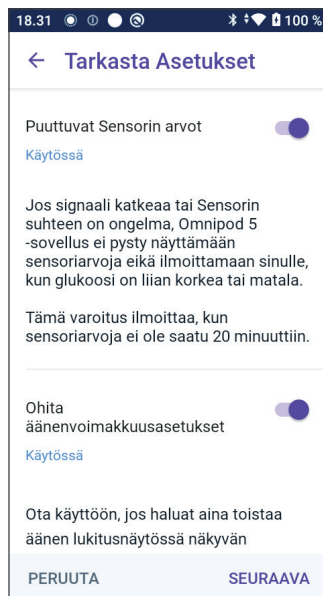 18.31 100 %
Tarkasta Asetukset
Puuttuvat Sensorin arvot
Käytössä
Jos signaali katkeaa tai Sensorin
suhteen on ongelma, Omnipod 5
-sovellus ei pysty näyttämään
sensoriarvoja eikä ilmoittamaan sinulle,
kun glukoosi on liian korkea tai matala.
Tämä varoitus ilmoittaa, kun
sensoriarvoja ei ole saatu 20 minuuttiin.
Ohita
äänenvoimakkuusasetukset
Käytössä
Ota käyttöön, jos haluat aina toistaa
äänen lukitusnäytössä näkyvän
PERUUTA SEURAAVA